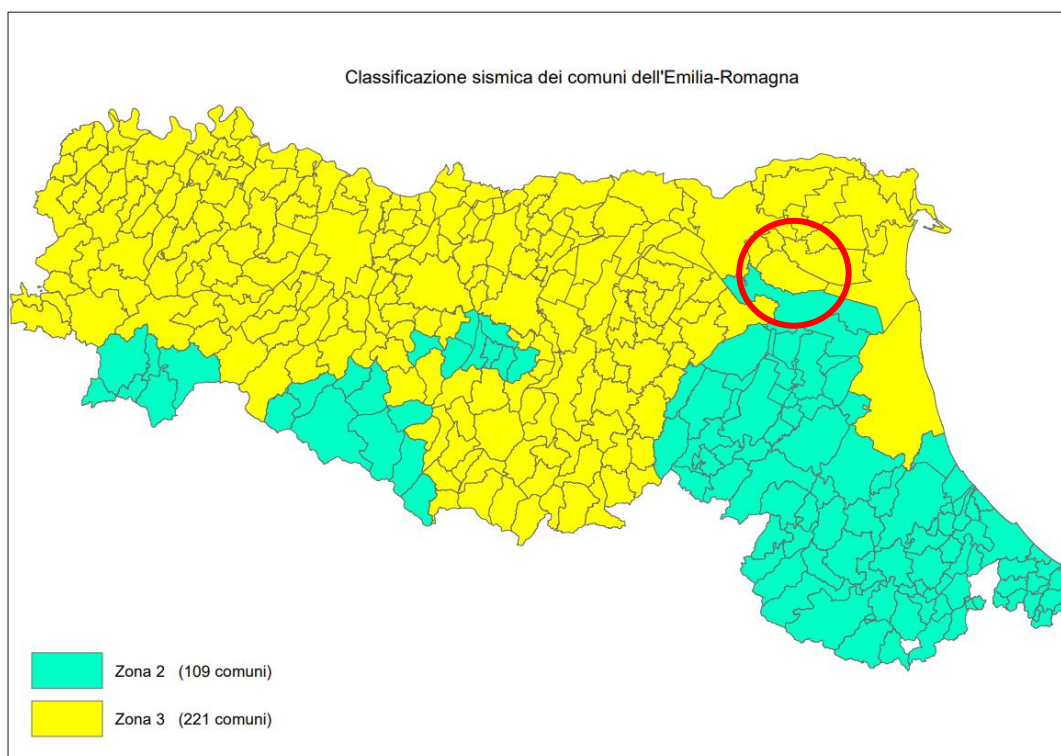 Classificazione sismica dei comuni dell'Emilia-Romagna
Zona 2 (109 comuni)
Zona 3 (221 comuni)